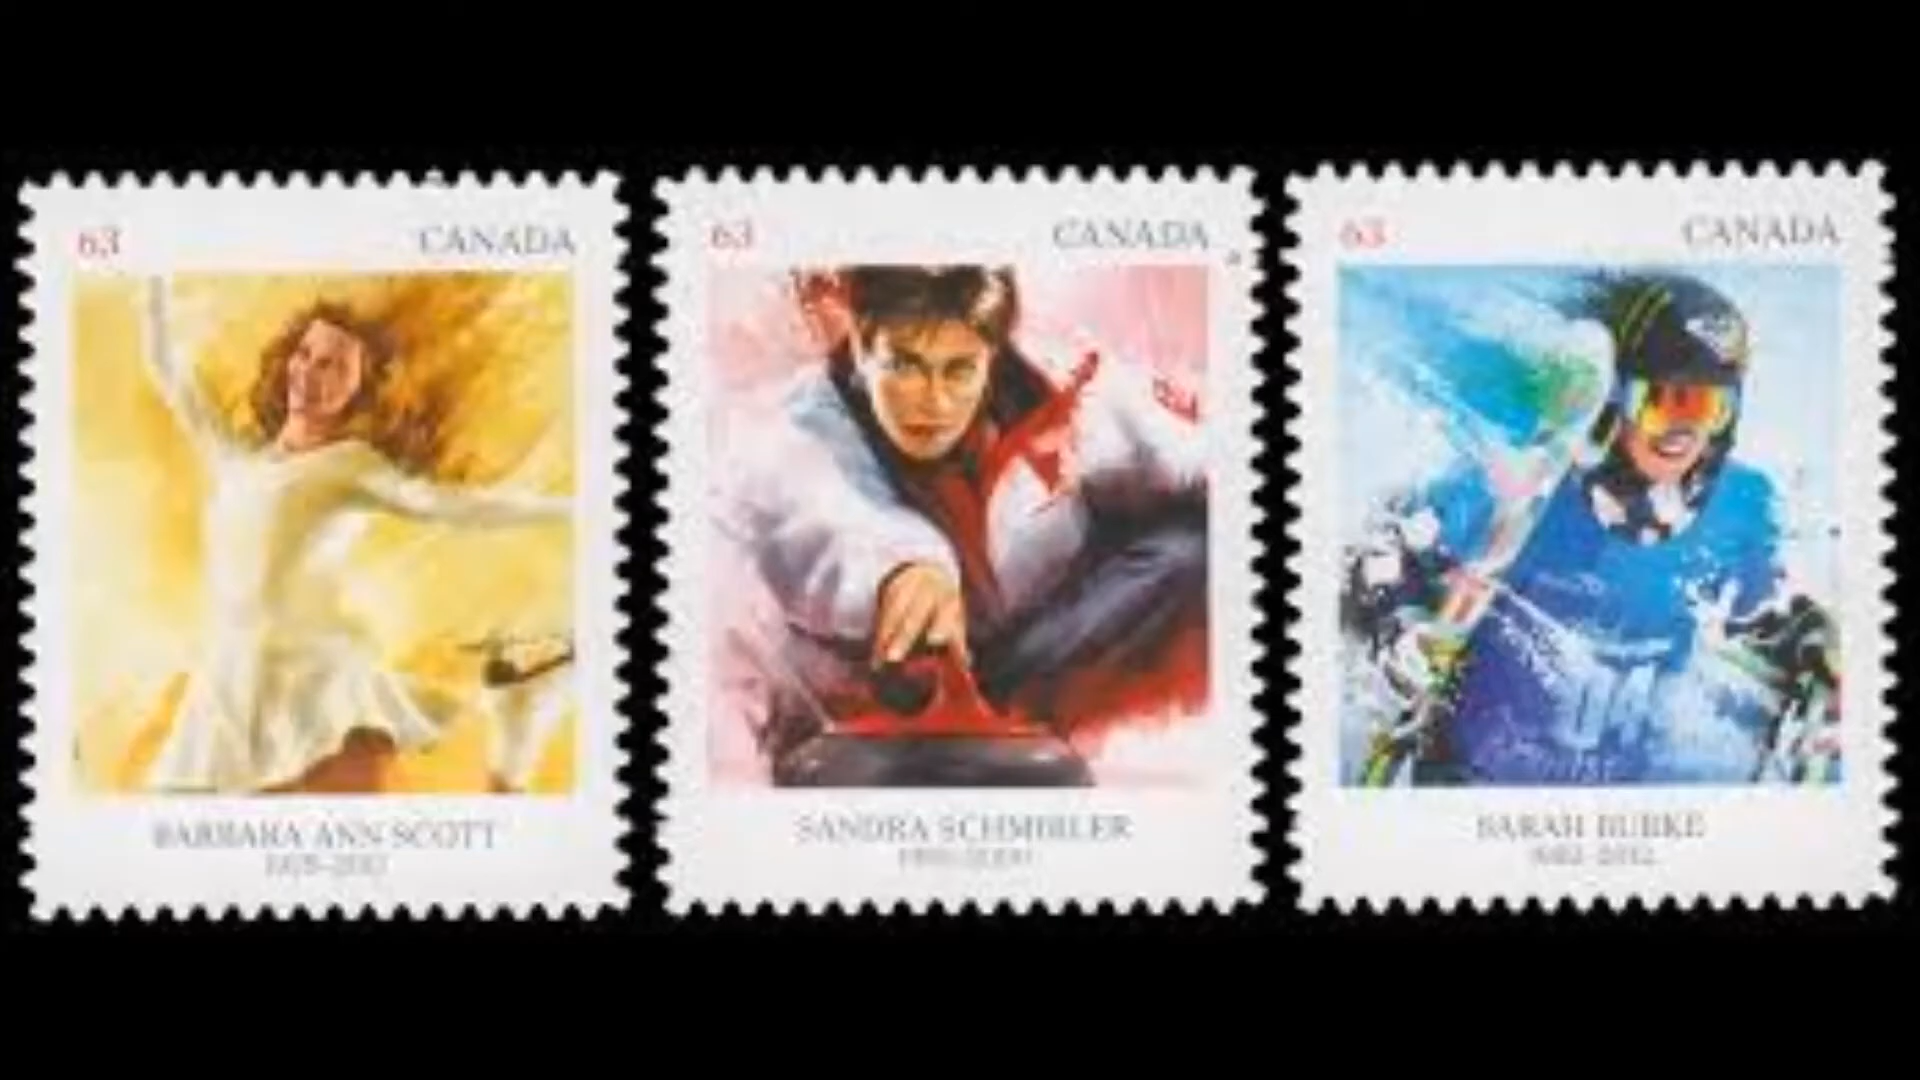 63 CANADA
BARBARA ANN SCOTT
63 CANADA
SANDRA SCHMIRLER
63 CANADA
SARAH BURKE